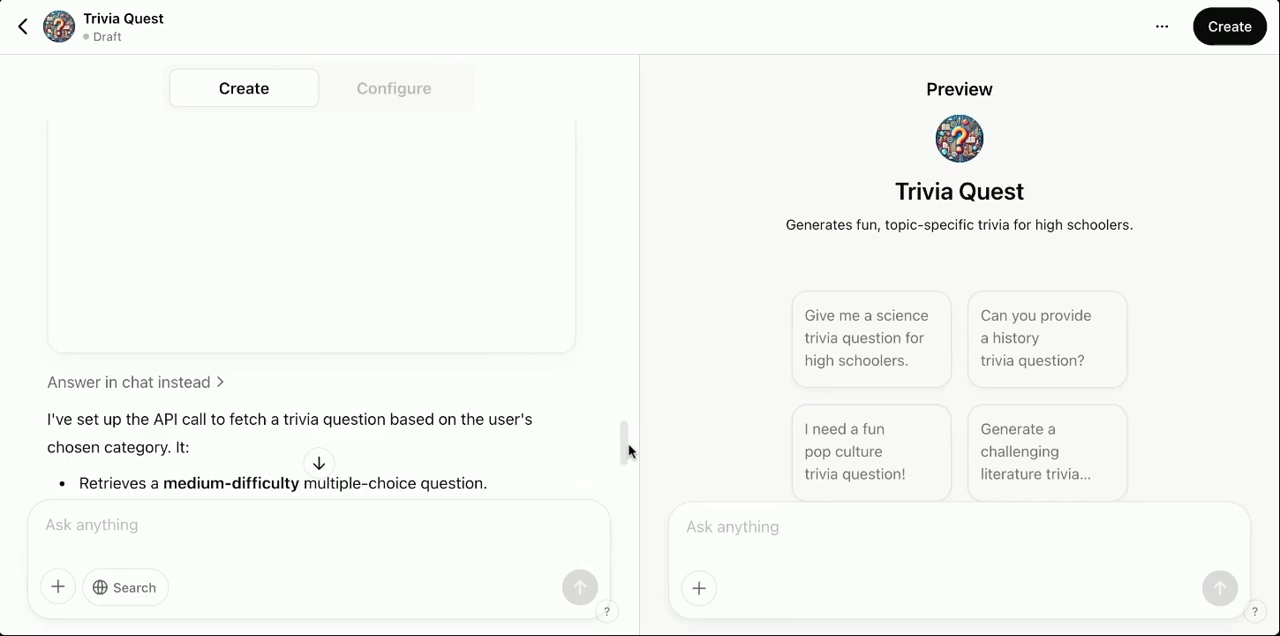 Trivia Quest
Draft
Create
Create
Configure
Answer in chat instead
I've set up the API call to fetch a trivia question based on the user's
chosen category. It:
• Retrieves a medium-difficulty multiple-choice question.
Ask anything
Search
?
Preview
Trivia Quest
Generates fun, topic-specific trivia for high schoolers.
Give me a science
trivia question for
high schoolers.
Can you provide
a history
trivia question?
I need a fun
pop culture
trivia question!
Generate a
challenging
literature trivia...
Ask anything
?